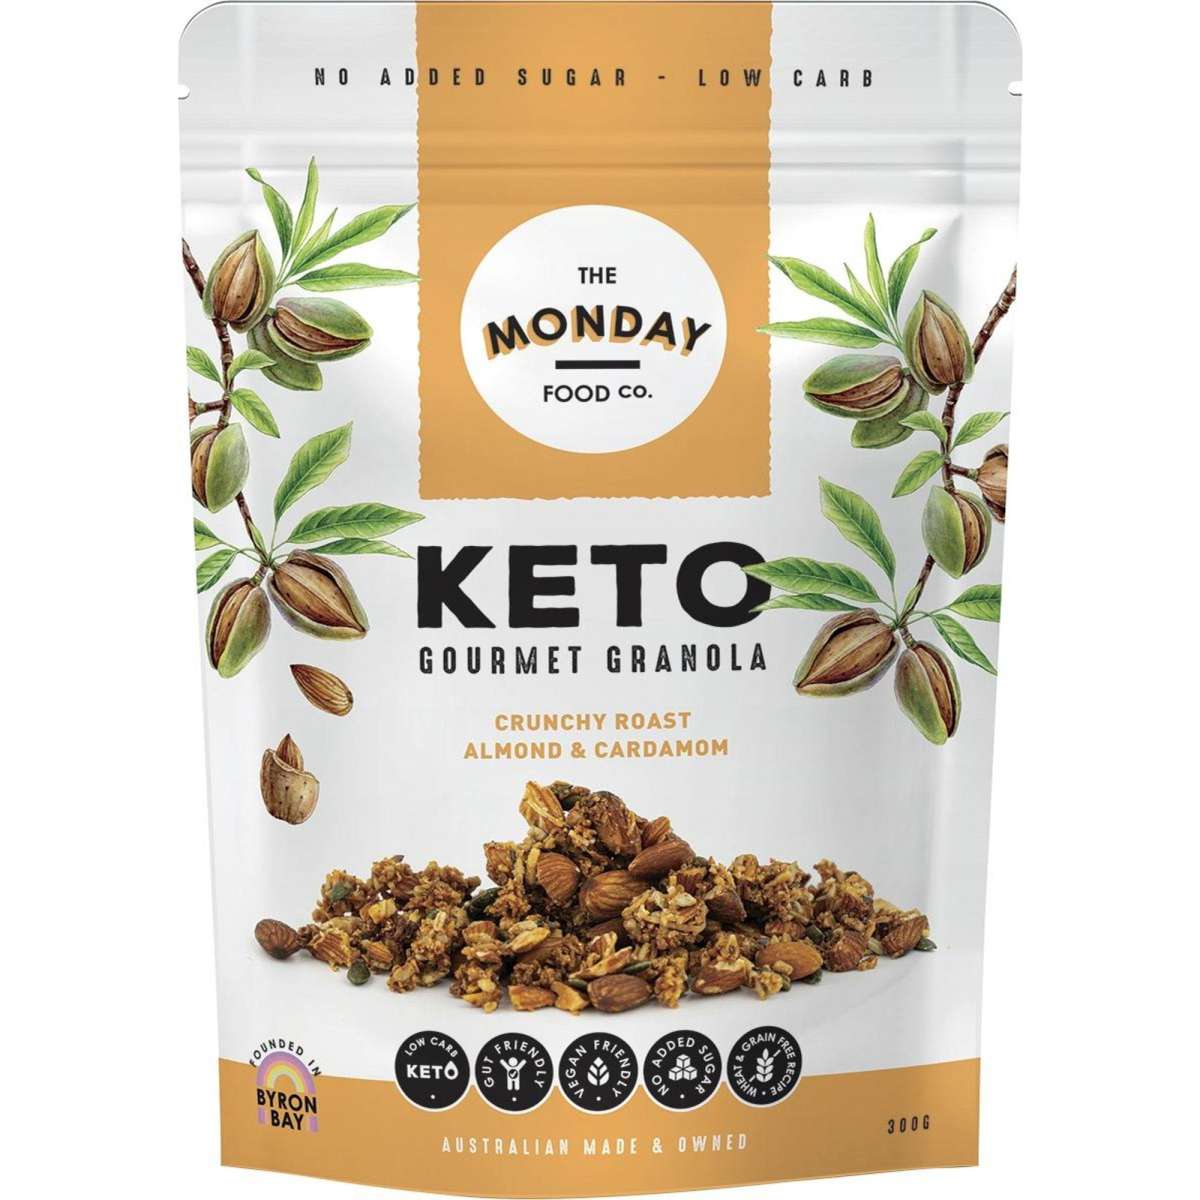 NO ADDED SUGAR - LOW CARB
THE
MONDAY
FOOD CO.
KETO
GOURMET GRANOLA
CRUNCHY ROAST
ALMOND & CARDAMOM
FOUNDED IN
BYRON
BAY
LOW CARB
KETO
GUT FRIENDLY
VEGAN FRIENDLY
NO ADDED SUGAR
WHEAT & GRAIN FREE RECIPE
300G
AUSTRALIAN MADE & OWNED